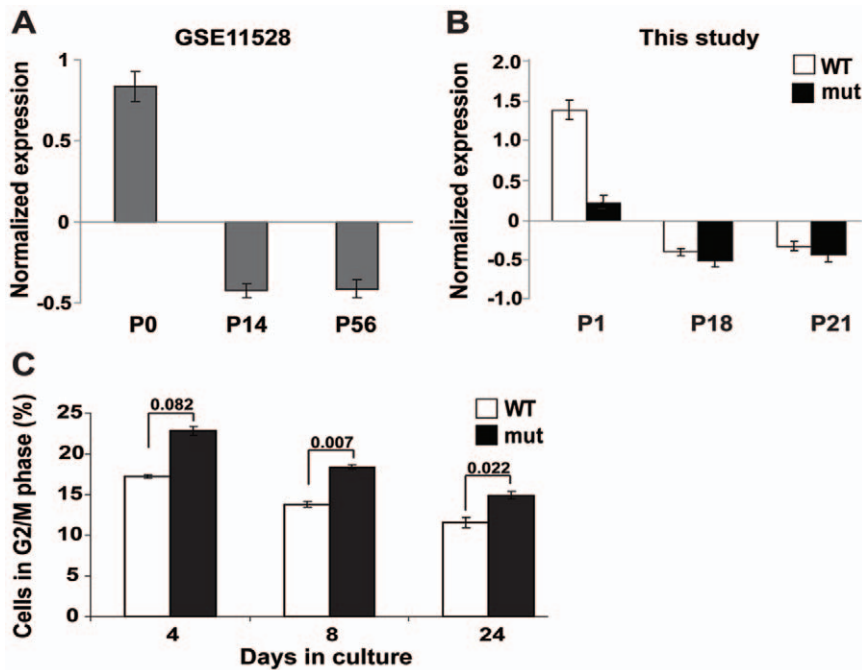 A
GSE11528
Normalized expression
1
0.5
0
-0.5
P0 P14 P56
B
This study
WT
mut
Normalized expression
2.0
1.5
1.0
0.5
0
-0.5
-1.0
P1 P18 P21
C
WT
mut
Cells in G2/M phase (%)
25
20
15
10
5
0
0.082
0.007
0.022
4 8 24
Days in culture